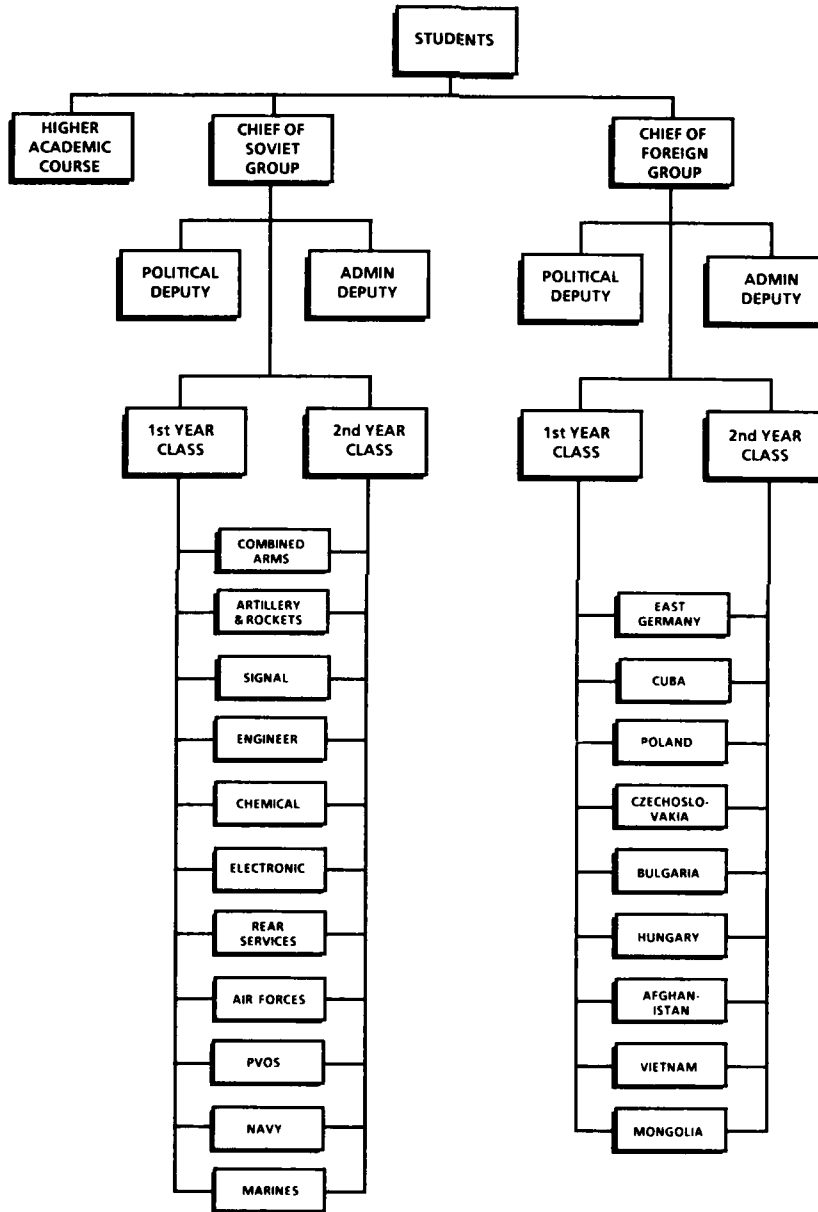 STUDENTS
HIGHER
ACADEMIC
COURSE
CHIEF OF
SOVIET
GROUP
CHIEF OF
FOREIGN
GROUP
POLITICAL
DEPUTY
ADMIN
DEPUTY
POLITICAL
DEPUTY
ADMIN
DEPUTY
1st YEAR
CLASS
2nd YEAR
CLASS
1st YEAR
CLASS
2nd YEAR
CLASS
COMBINED
ARMS
ARTILLERY
& ROCKETS
SIGNAL
ENGINEER
CHEMICAL
ELECTRONIC
REAR
SERVICES
AIR FORCES
PVOS
NAVY
MARINES
EAST
GERMANY
CUBA
POLAND
CZECHOSLO-
VAKIA
BULGARIA
HUNGARY
AFGHAN-
ISTAN
VIETNAM
MONGOLIA